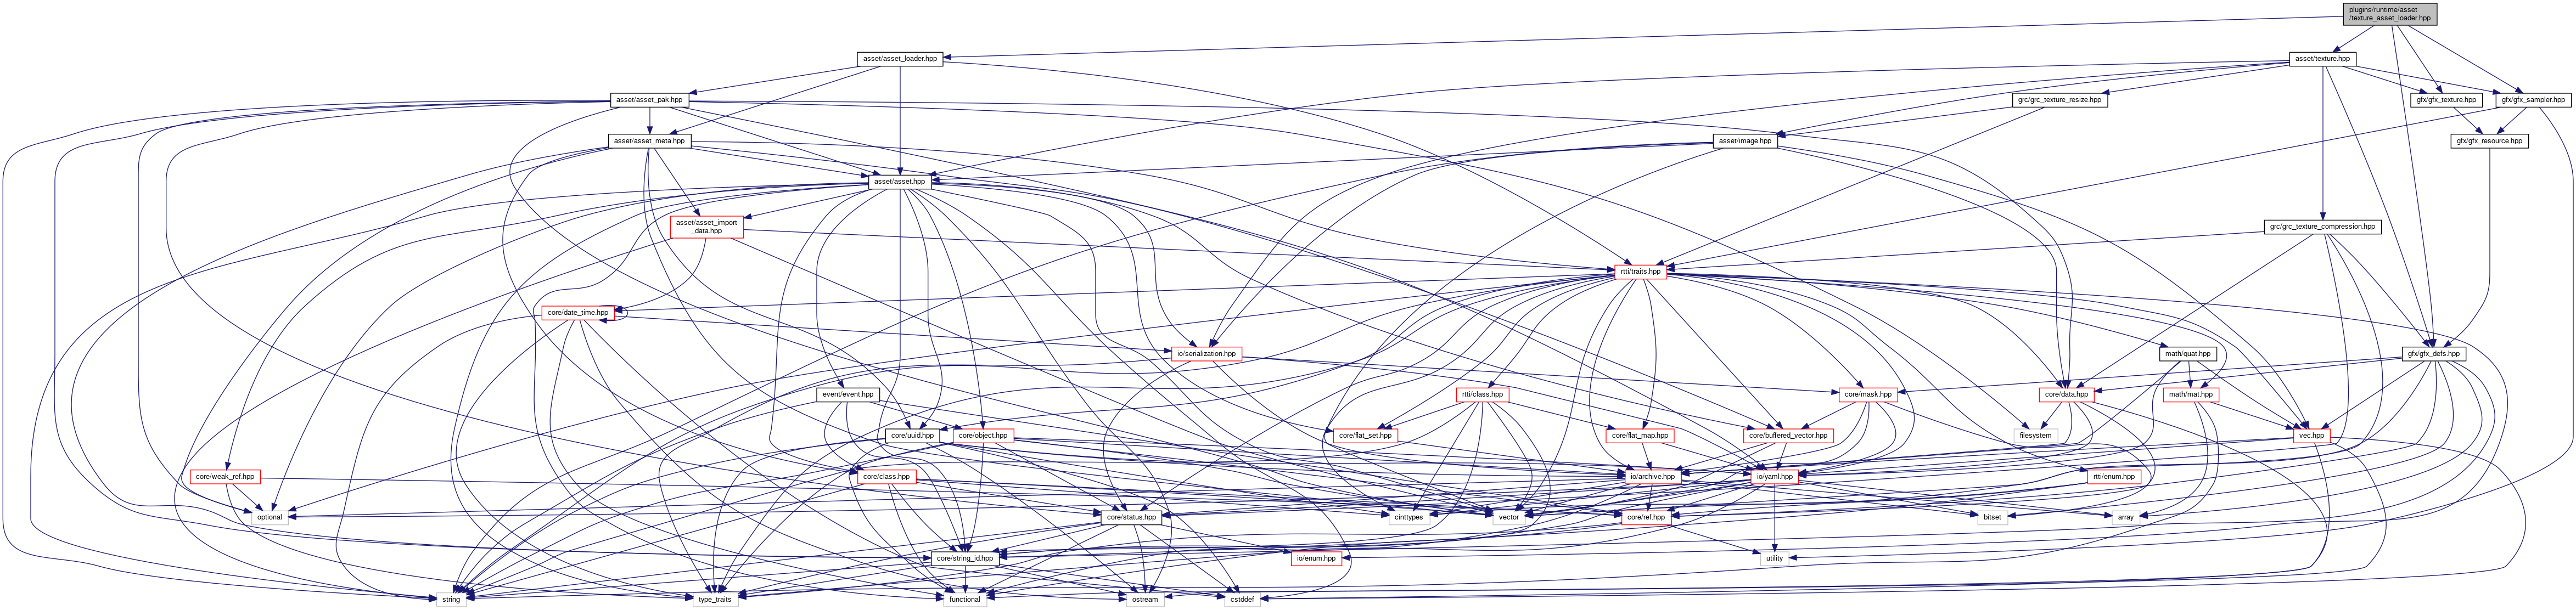 plugins/runtime/asset
/texture_asset_loader.hpp
asset/asset_loader.hpp
asset/texture.hpp
asset/asset_pak.hpp
grc/grc_texture_resize.hpp
gfx/gfx_texture.hpp
gfx/gfx_sampler.hpp
asset/asset_meta.hpp
asset/image.hpp
gfx/gfx_resource.hpp
asset/asset.hpp
asset/asset_import
_data.hpp
grc/grc_texture_compression.hpp
rtti/traits.hpp
core/date_time.hpp
io/serialization.hpp
math/quat.hpp
gfx/gfx_defs.hpp
event/event.hpp
rtti/class.hpp
core/mask.hpp
core/data.hpp
math/mat.hpp
core/uuid.hpp
core/object.hpp
core/flat_set.hpp
core/flat_map.hpp
core/buffered_vector.hpp
filesystem
vec.hpp
core/weak_ref.hpp
core/class.hpp
io/archive.hpp
io/yaml.hpp
rtti/enum.hpp
optional
core/status.hpp
cinttypes
vector
core/ref.hpp
bitset
array
core/string_id.hpp
io/enum.hpp
utility
string
type_traits
functional
ostream
cstddef